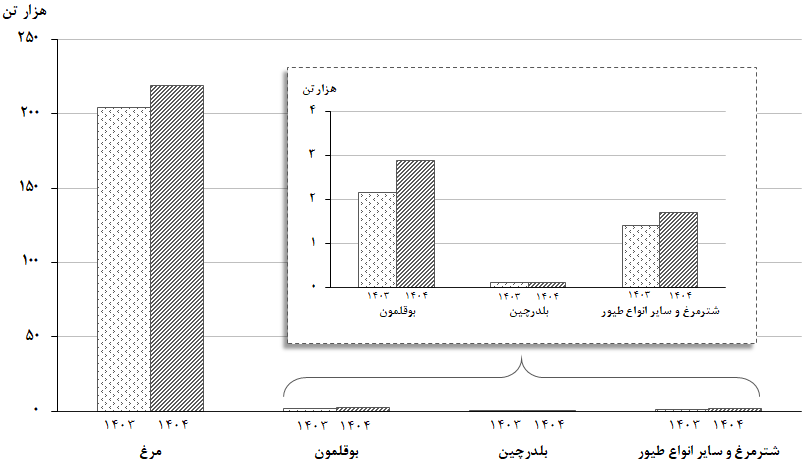 هزار تن
۲۵۰
۲۰۰
۱۵۰
۱۰۰
۵۰
۰
هزار تن
۴
۳
۲
۱
۰
۱۴۰۳ ۱۴۰۴ ۱۴۰۳ ۱۴۰۴ ۱۴۰۳ ۱۴۰۴
بوقلمون بلدرچین شترمرغ و سایر انواع طیور
۱۴۰۳ ۱۴۰۴ ۱۴۰۳ ۱۴۰۴ ۱۴۰۳ ۱۴۰۴ ۱۴۰۳ ۱۴۰۴
مرغ بوقلمون بلدرچین شترمرغ و سایر انواع طیور